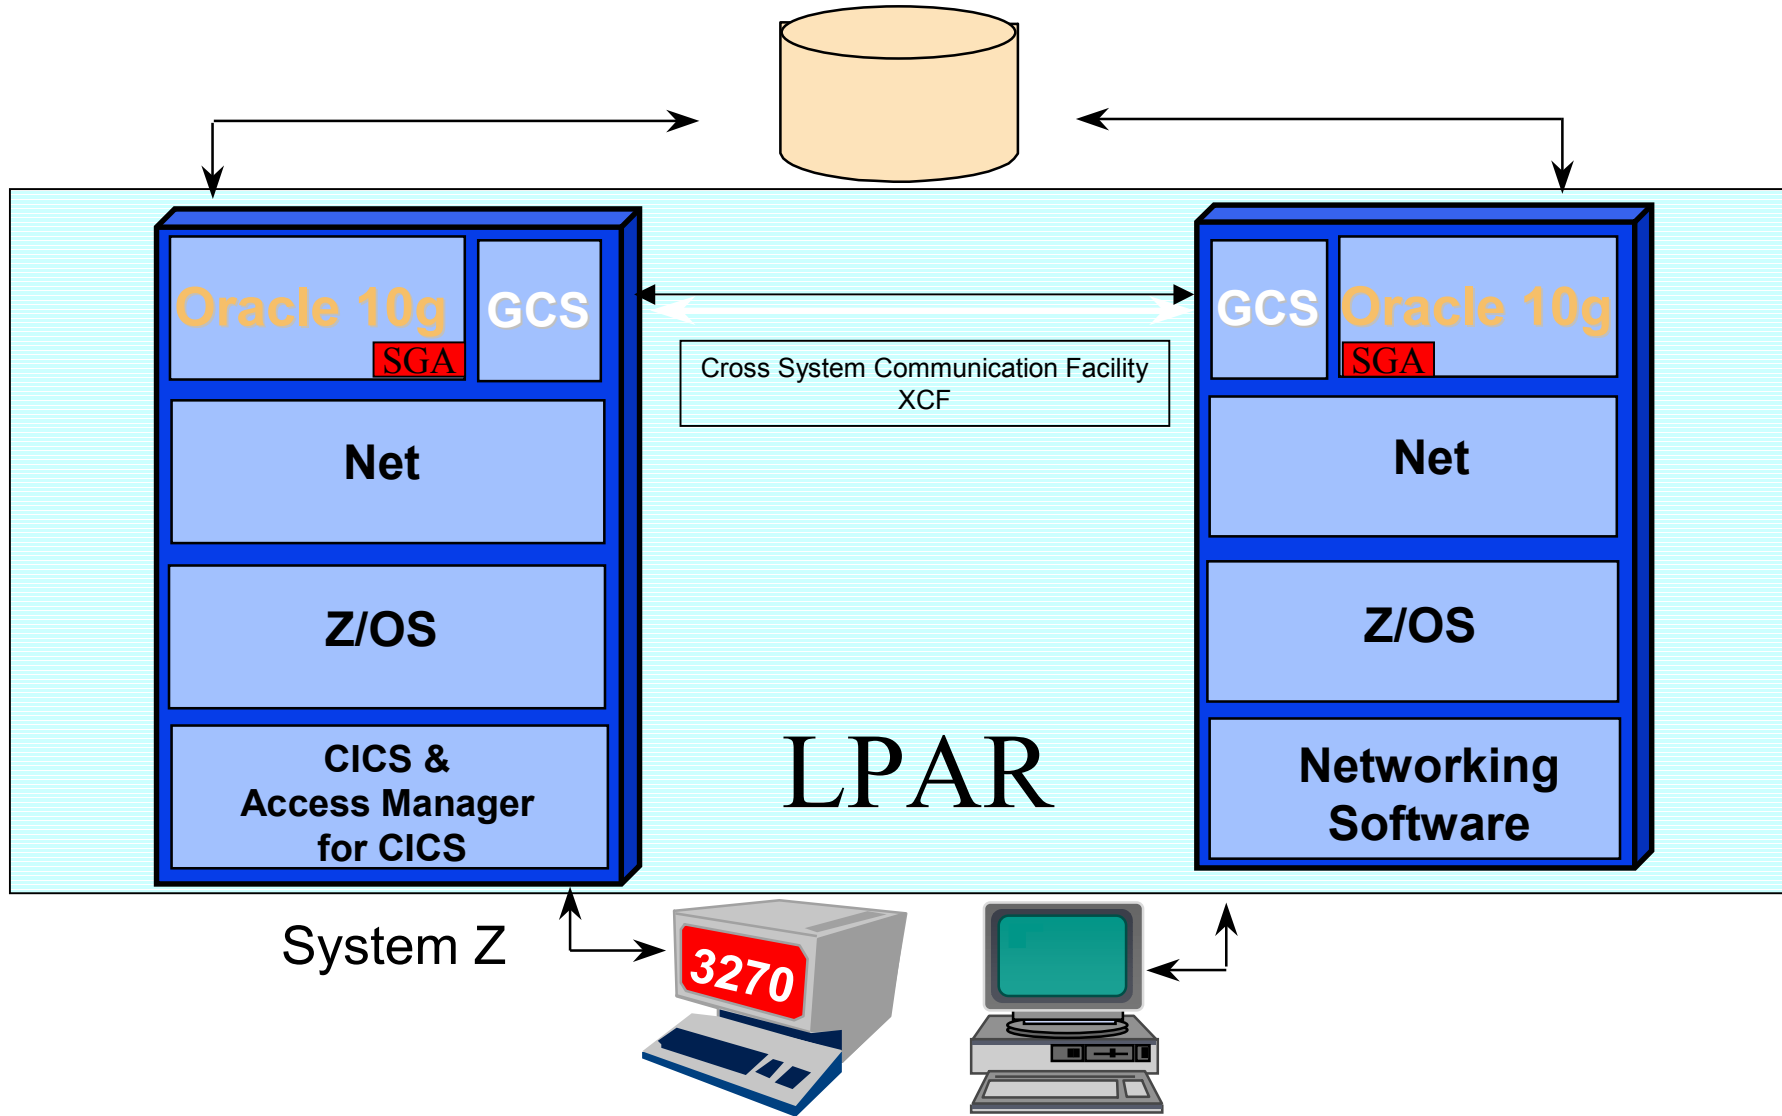 Oracle 10g
GCS
SGA
Net
Z/OS
CICS &
Access Manager
for CICS
Cross System Communication Facility
XCF
LPAR
GCS
Oracle 10g
SGA
Net
Z/OS
Networking
Software
System Z
3270